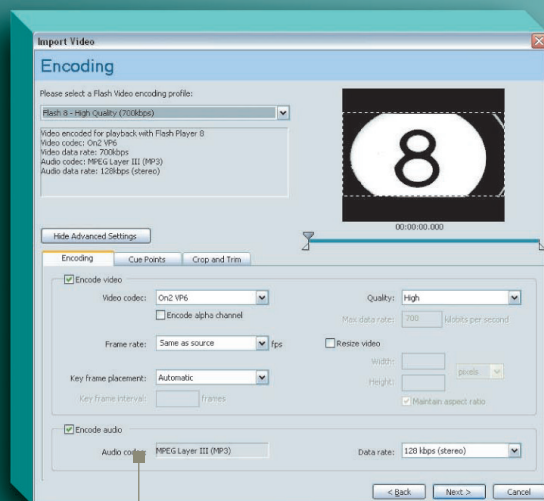 Import Video
Encoding
Please select a Flash Video encoding profile:
Flash 8 - High Quality (700kbps)
Video encoded for playback with Flash Player 8
Video codec: On2 VP6
Video data rate: 700kbps
Audio codec: MPEG Layer III (MP3)
Audio data rate: 128kbps (stereo)
8
00:00:00.000
Hide Advanced Settings
Encoding Cue Points Crop and Trim
Encode video
Video codec: On2 VP6 Quality: High
Encode alpha channel Max data rate: 700 kilobits per second
Frame rate: Same as source fps Resize video
Width:
pixels
Key frame placement: Automatic Height:
Key frame interval: frames Maintain aspect ratio
Encode audio
Audio codec: MPEG Layer III (MP3) Data rate: 128 kbps (stereo)
< Back Next > Cancel